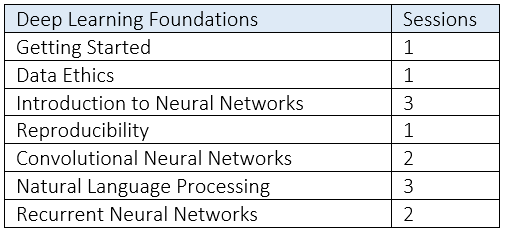 Deep Learning Foundations Sessions
Getting Started 1
Data Ethics 1
Introduction to Neural Networks 3
Reproducibility 1
Convolutional Neural Networks 2
Natural Language Processing 3
Recurrent Neural Networks 2